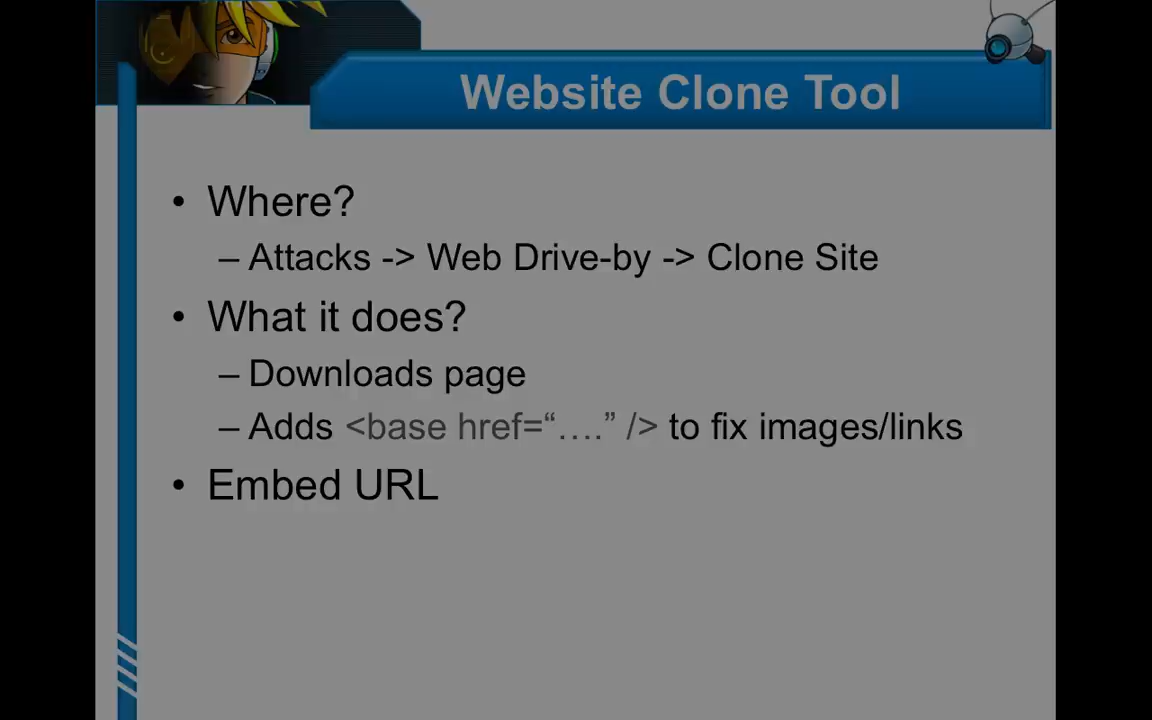 Website Clone Tool
• Where?
– Attacks -> Web Drive-by -> Clone Site
• What it does?
– Downloads page
– Adds <base href=“….” /> to fix images/links
• Embed URL